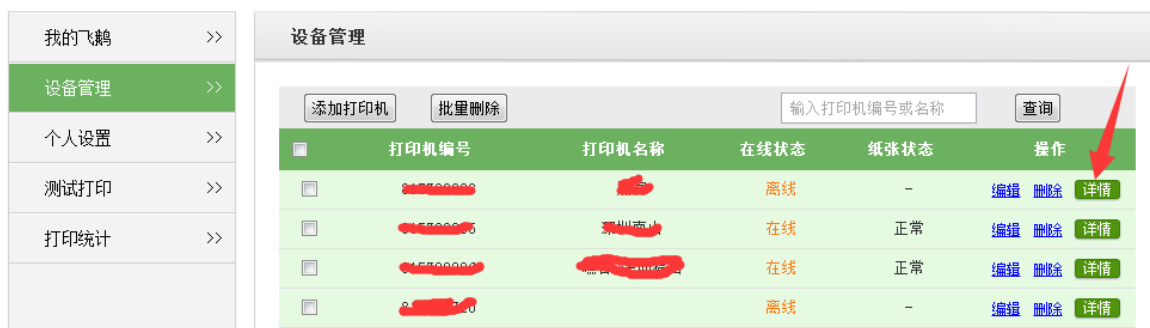 我的飞鹅 >>
设备管理 >>
个人设置 >>
测试打印 >>
打印统计 >>
设备管理
添加打印机 批量删除 输入打印机编号或名称 查询
打印机编号 打印机名称 在线状态 纸张状态 操作
离线 - 编辑 删除 详情
在线 正常 编辑 删除 详情
在线 正常 编辑 删除 详情
离线 - 编辑 删除 详情